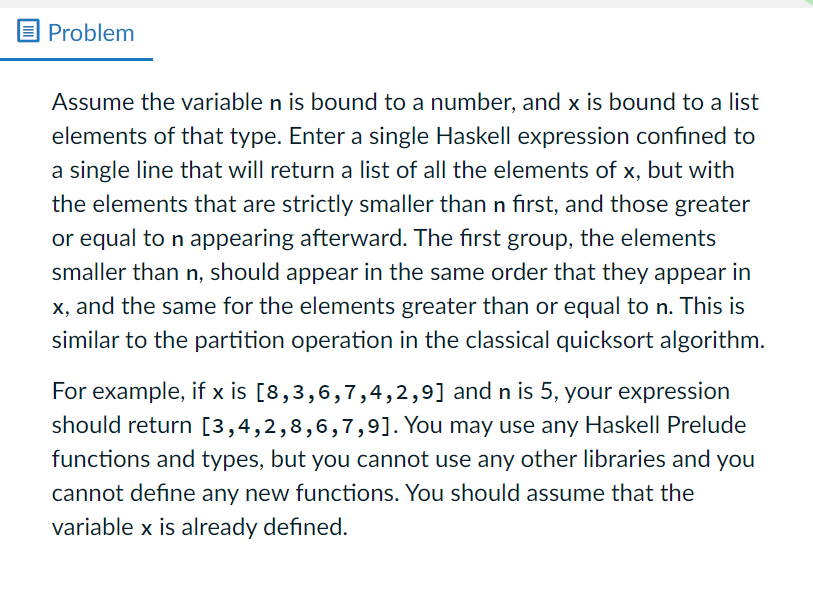 Problem
Assume the variable n is bound to a number, and x is bound to a list
elements of that type. Enter a single Haskell expression confined to
a single line that will return a list of all the elements of x, but with
the elements that are strictly smaller than n first, and those greater
or equal to n appearing afterward. The first group, the elements
smaller than n, should appear in the same order that they appear in
x, and the same for the elements greater than or equal to n. This is
similar to the partition operation in the classical quicksort algorithm.
For example, if x is [8,3,6,7,4,2,9] and n is 5, your expression
should return [3,4,2,8,6,7,9]. You may use any Haskell Prelude
functions and types, but you cannot use any other libraries and you
cannot define any new functions. You should assume that the
variable x is already defined.